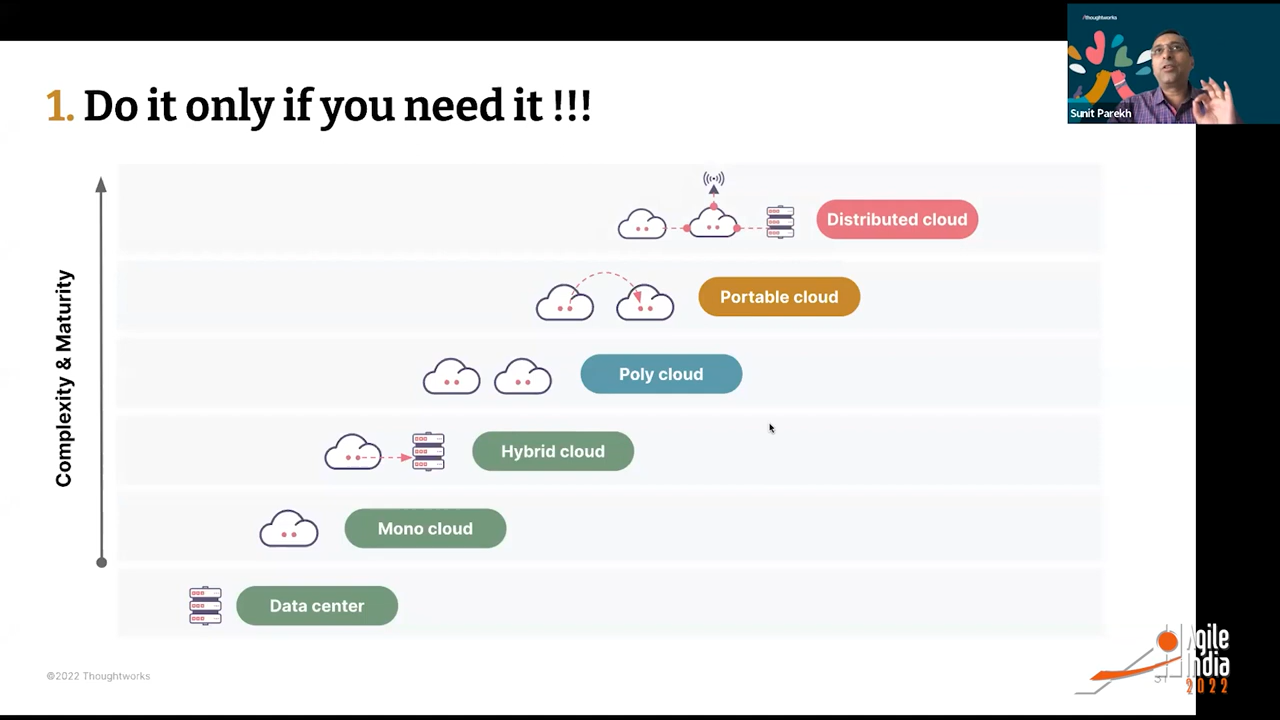 /thoughtworks
Sunit Parekh
1. Do it only if you need it !!!
Complexity & Maturity
Distributed cloud
Portable cloud
Poly cloud
Hybrid cloud
Mono cloud
Data center
©2022 Thoughtworks
Agile
India
2022